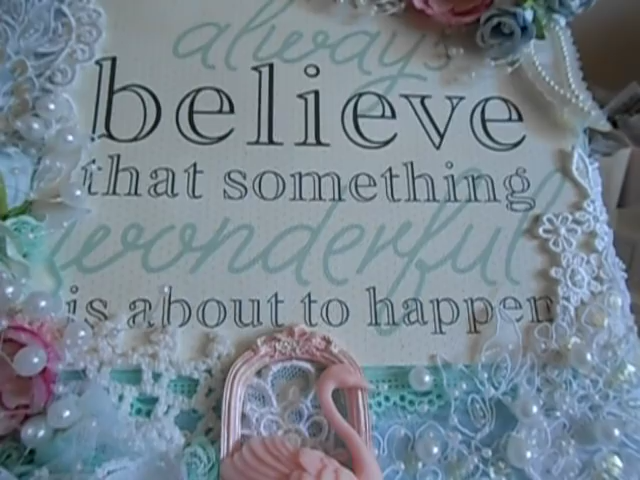 always
believe
that something
wonderful
is about to happen